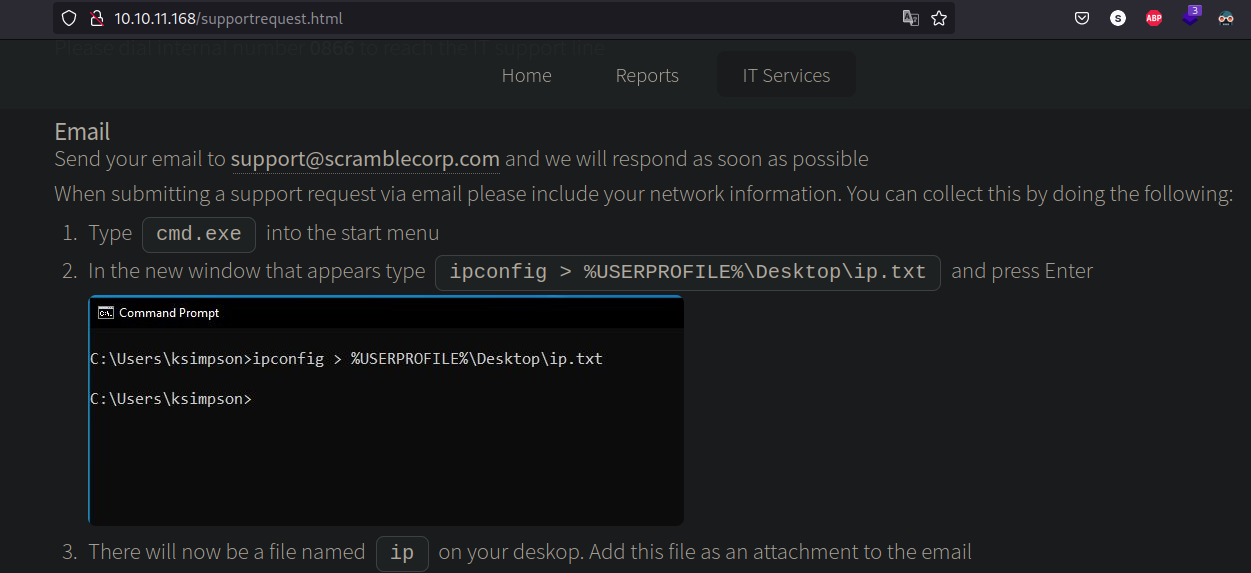 10.10.11.168/supportrequest.html
3
S
ABP
Please dial internal number 0866 to reach the IT support line
Home Reports IT Services
Email
Send your email to support@scramblecorp.com and we will respond as soon as possible
When submitting a support request via email please include your network information. You can collect this by doing the following:
1. Type cmd.exe into the start menu
2. In the new window that appears type ipconfig > %USERPROFILE%\Desktop\ip.txt and press Enter
Command Prompt
C:\Users\ksimpson>ipconfig > %USERPROFILE%\Desktop\ip.txt
C:\Users\ksimpson>
3. There will now be a file named ip on your deskop. Add this file as an attachment to the email